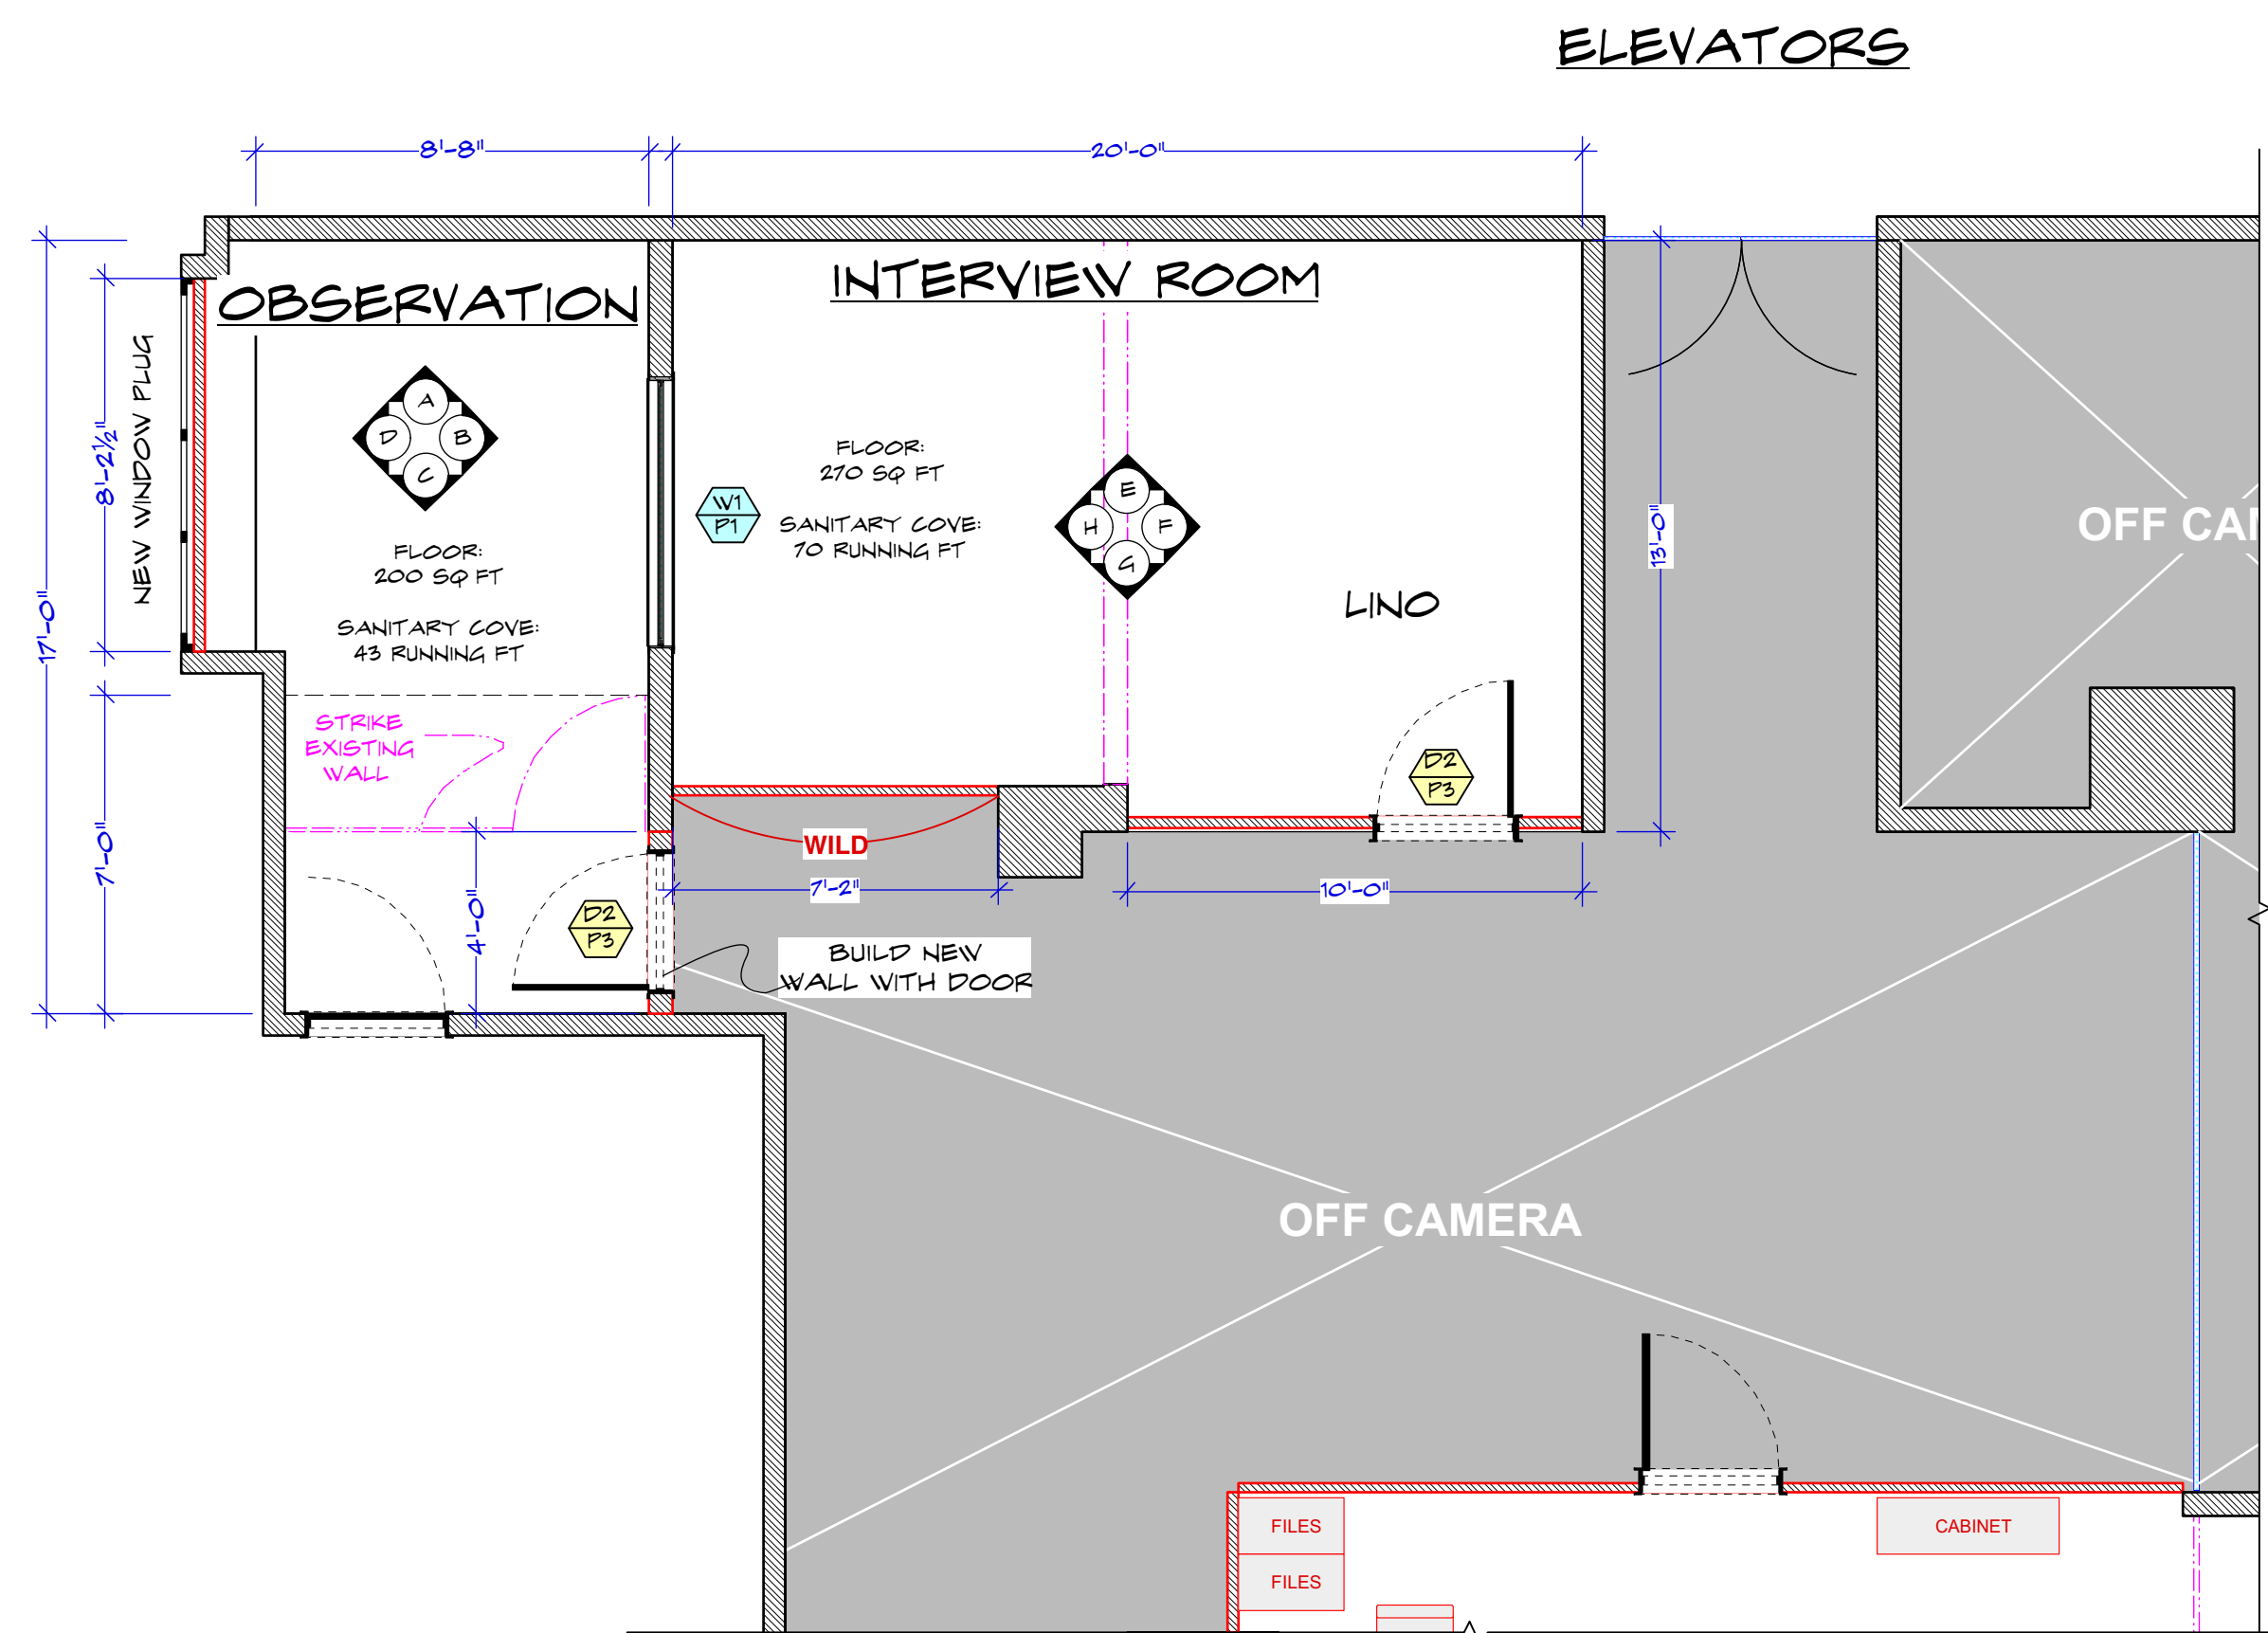 ELEVATORS
8'-8"
20'-0"
OBSERVATION
INTERVIEW ROOM
NEW WINDOW PLUG
8'-2½"
17'-0"
7'-0"
A
D
B
C
FLOOR:
200 SQ FT
SANITARY COVE:
43 RUNNING FT
W1
P1
FLOOR:
270 SQ FT
SANITARY COVE:
70 RUNNING FT
E
H
F
G
LINO
13'-0"
OFF CA
STRIKE
EXISTING
WALL
D2
P3
WILD
7'-2"
10'-0"
4'-0"
D2
P3
BUILD NEW
WALL WITH DOOR
OFF CAMERA
FILES
FILES
CABINET